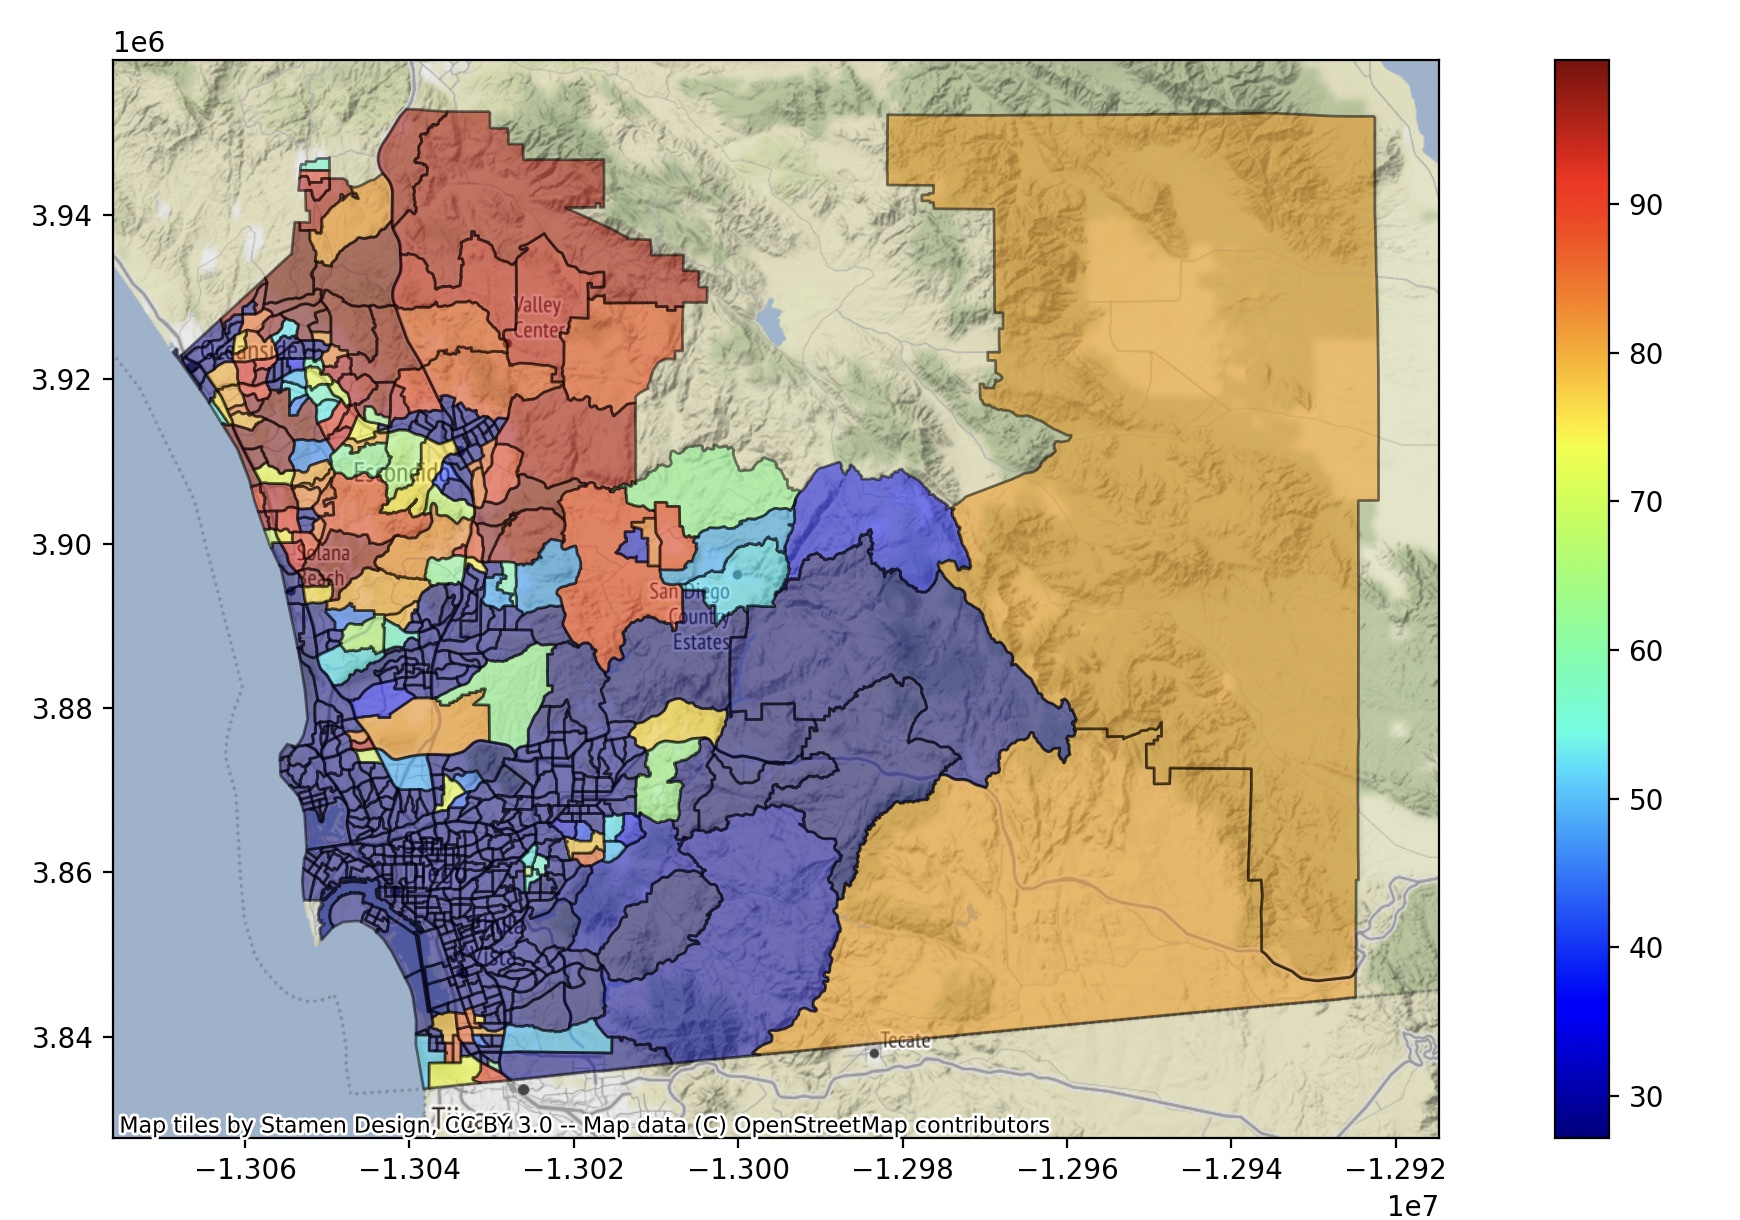 1e6
3.94
3.92
3.90
3.88
3.86
3.84
Valley
Center
Oceanside
Escondido
Solana
Beach
San Diego
Country
Estates
Tecate
Map tiles by Stamen Design, CC BY 3.0 -- Map data (C) OpenStreetMap contributors
−1.306 −1.304 −1.302 −1.300 −1.298 −1.296 −1.294 −1.292
1e7
90
80
70
60
50
40
30